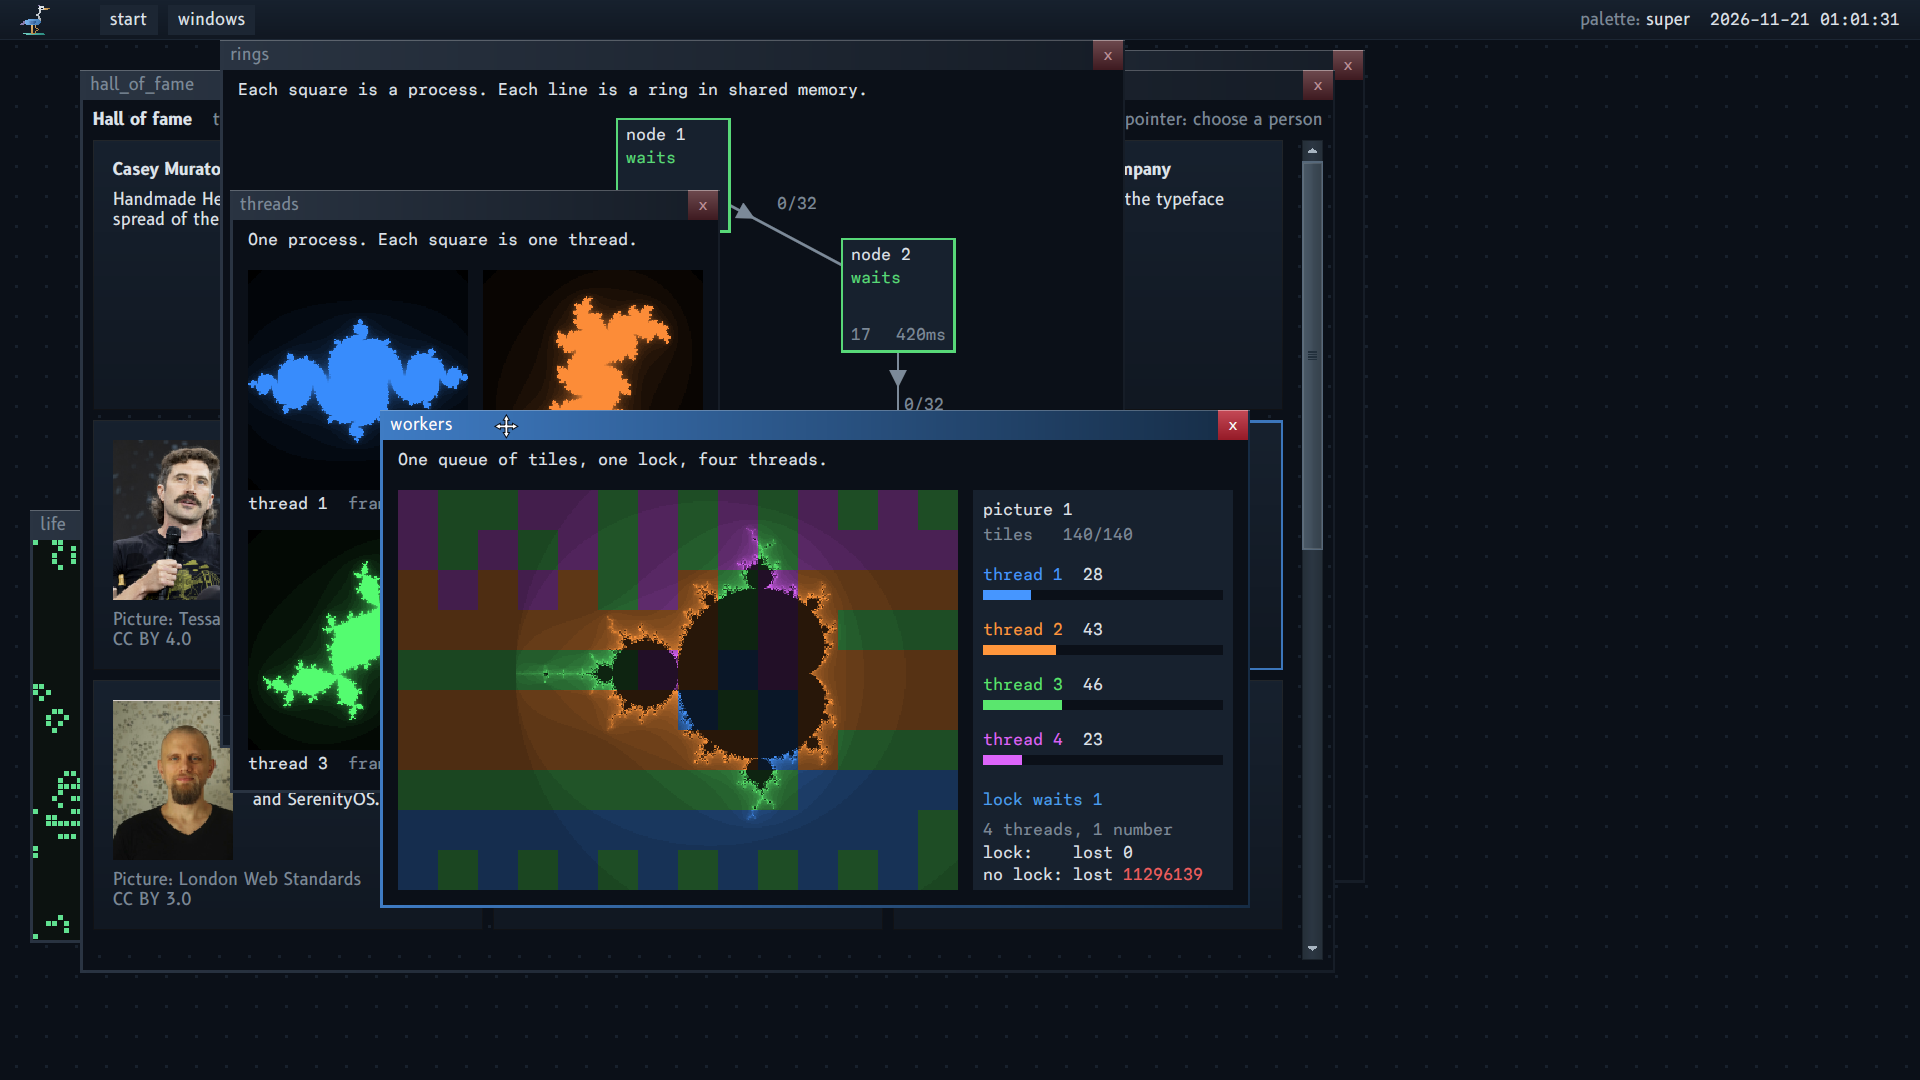 start windows palette: super 2026-11-21 01:01:31
rings x
x
hall_of_fame
x
Each square is a process. Each line is a ring in shared memory.
Hall of fame
pointer: choose a person
node 1
waits
Casey Murato
Handmade He
spread of the
mpany
the typeface
threads x
0/32
One process. Each square is one thread.
node 2
waits
17 420ms
0/32
workers x
One queue of tiles, one lock, four threads.
thread 1 fra
thread 3 fra
picture 1
tiles 140/140
thread 1 28
thread 2 43
thread 3 46
thread 4 23
lock waits 1
4 threads, 1 number
lock: lost 0
no lock: lost 11296139
life
Picture: Tessa
CC BY 4.0
and SerenityOS.
Picture: London Web Standards
CC BY 3.0